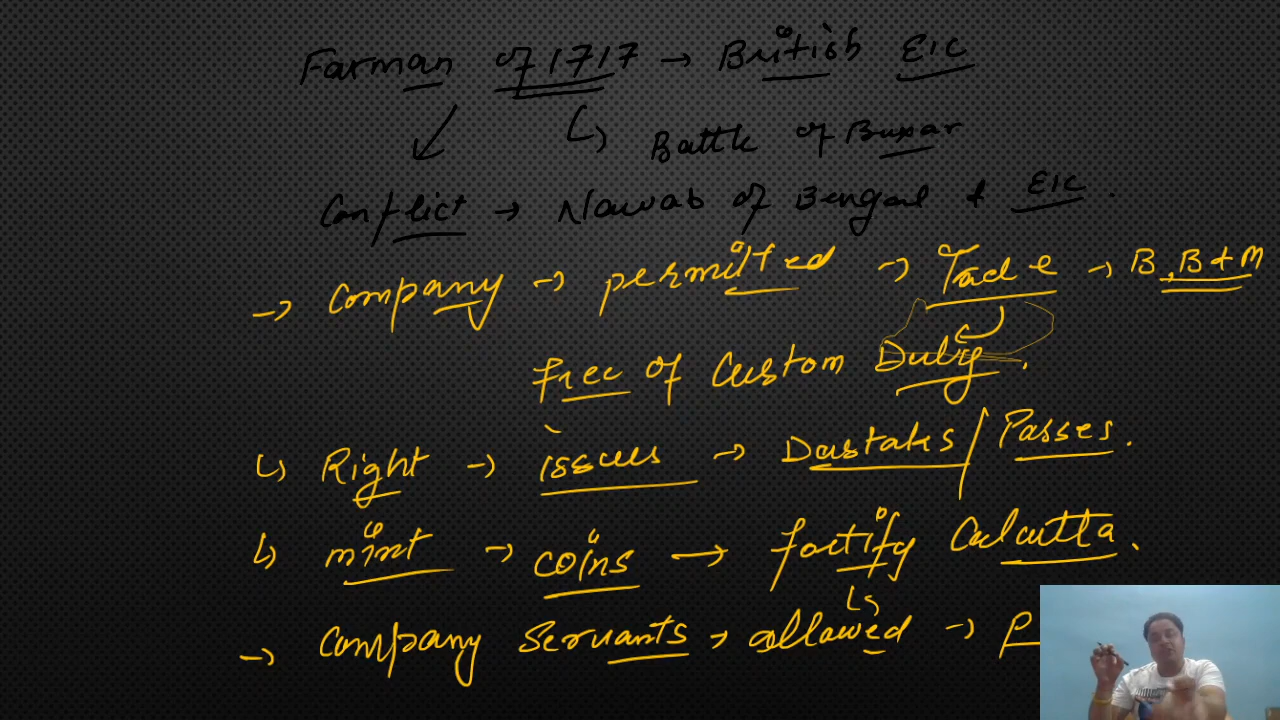 Farman of 1717 → British EIC
↳ Battle of Buxar
Conflict → Nawab of Bengal & EIC.
→ Company → permitted → Tade → B, B & M
Free of Custom Duty.
↳ Right → issues → Dastaks / Passes.
↳ mint → coins → fortify Calcutta.
→ Company Servants → allowed → P